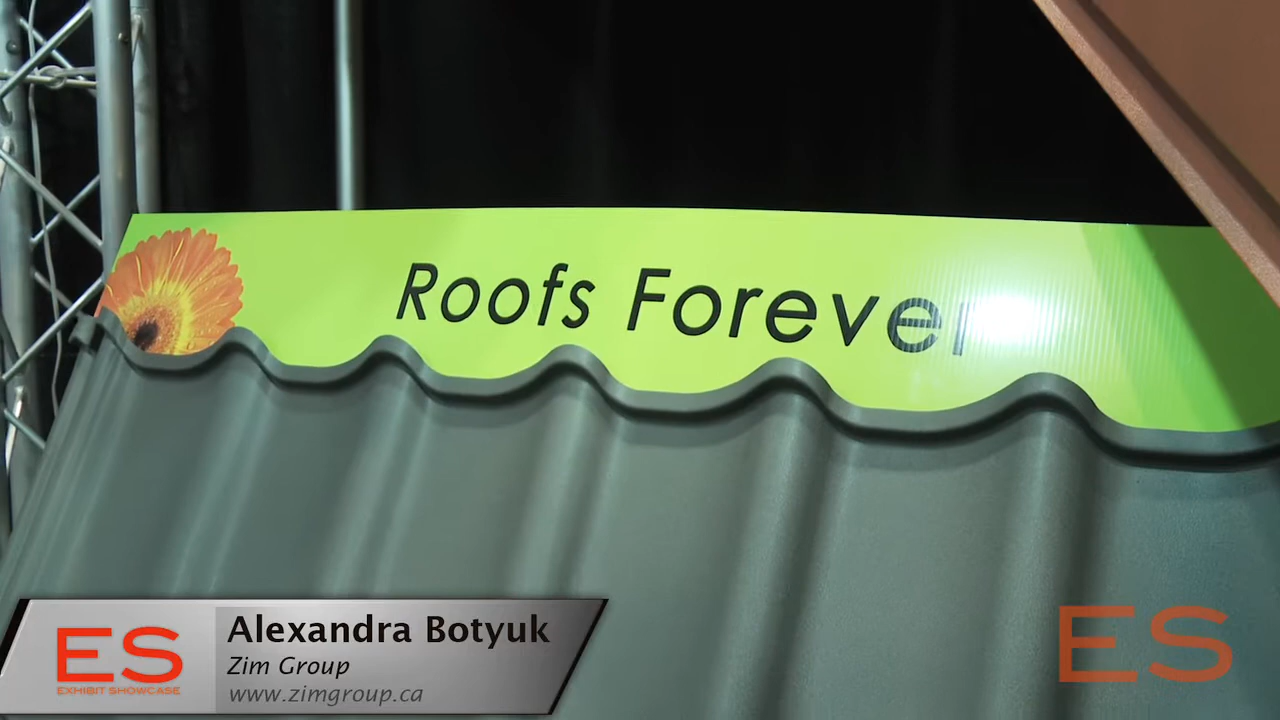 Roofs Forever
ES
EXHIBIT SHOWCASE
Alexandra Botyuk
Zim Group
www.zimgroup.ca
ES